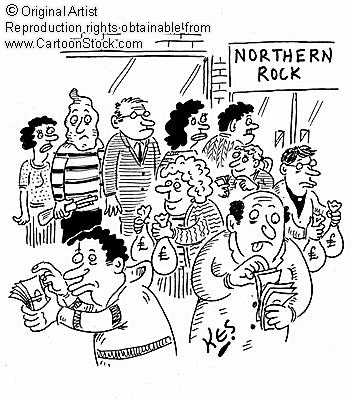 © Original Artist
Reproduction rights obtainable from
www.CartoonStock.com
NORTHERN
ROCK
£
£
£
£
KES